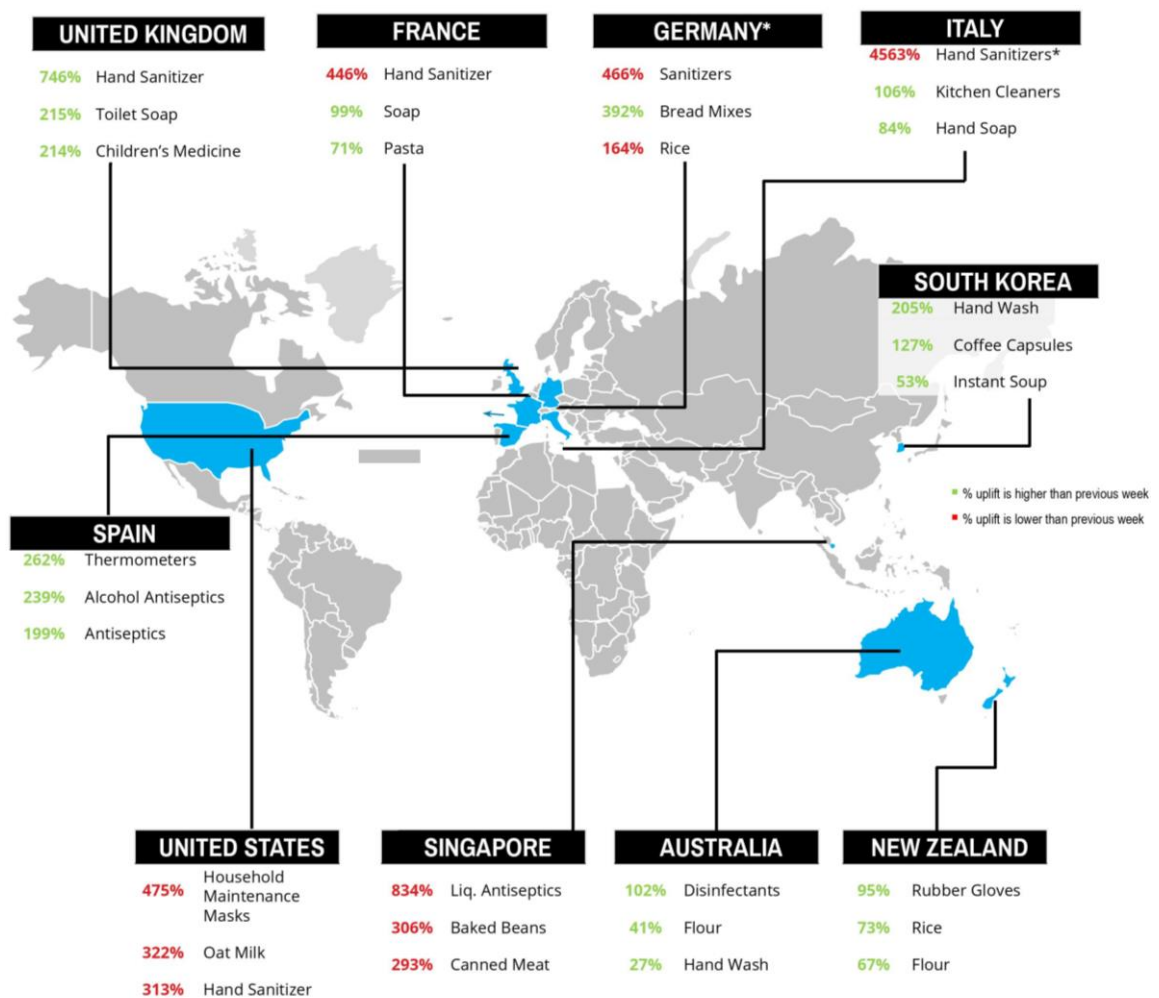 UNITED KINGDOM
746% Hand Sanitizer
215% Toilet Soap
214% Children’s Medicine
FRANCE
446% Hand Sanitizer
99% Soap
71% Pasta
GERMANY*
466% Sanitizers
392% Bread Mixes
164% Rice
ITALY
4563% Hand Sanitizers*
106% Kitchen Cleaners
84% Hand Soap
SOUTH KOREA
205% Hand Wash
127% Coffee Capsules
53% Instant Soup
% uplift is higher than previous week
% uplift is lower than previous week
SPAIN
262% Thermometers
239% Alcohol Antiseptics
199% Antiseptics
UNITED STATES
475% Household
Maintenance
Masks
322% Oat Milk
313% Hand Sanitizer
SINGAPORE
834% Liq. Antiseptics
306% Baked Beans
293% Canned Meat
AUSTRALIA
102% Disinfectants
41% Flour
27% Hand Wash
NEW ZEALAND
95% Rubber Gloves
73% Rice
67% Flour